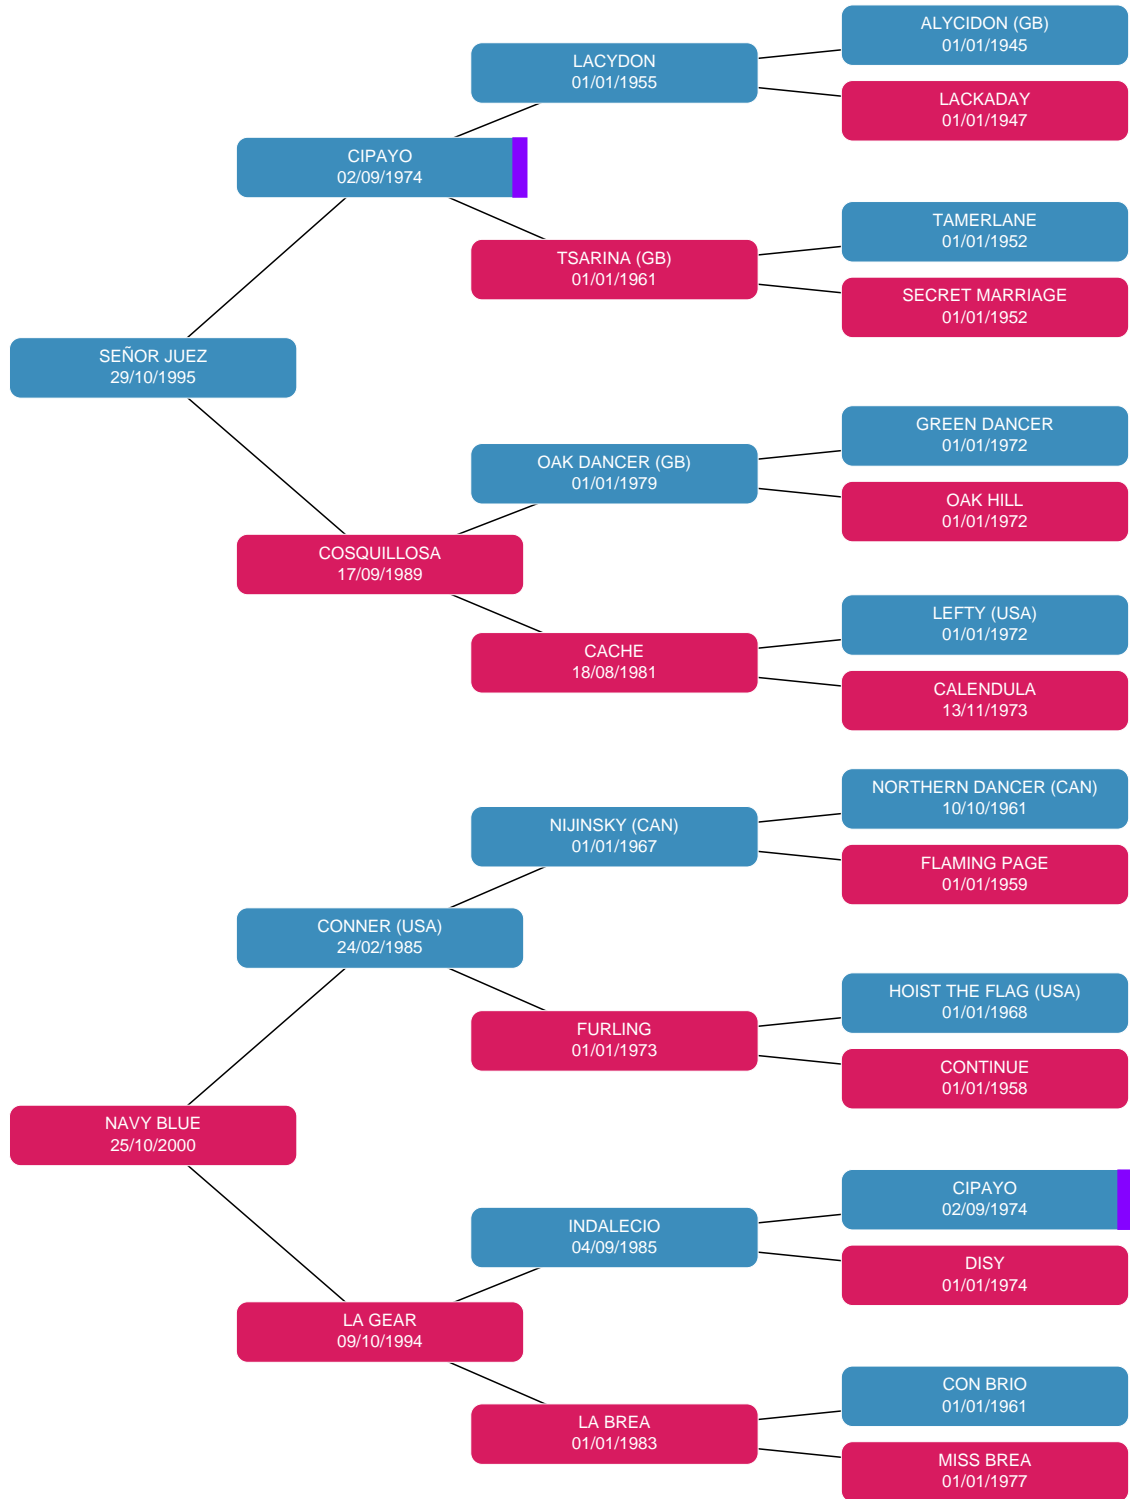 ALYCIDON (GB)
01/01/1945
LACYDON
01/01/1955
LACKADAY
01/01/1947
CIPAYO
02/09/1974
TAMERLANE
01/01/1952
TSARINA (GB)
01/01/1961
SECRET MARRIAGE
01/01/1952
SEÑOR JUEZ
29/10/1995
GREEN DANCER
01/01/1972
OAK DANCER (GB)
01/01/1979
OAK HILL
01/01/1972
COSQUILLOSA
17/09/1989
LEFTY (USA)
01/01/1972
CACHE
18/08/1981
CALENDULA
13/11/1973
NORTHERN DANCER (CAN)
10/10/1961
NIJINSKY (CAN)
01/01/1967
FLAMING PAGE
01/01/1959
CONNER (USA)
24/02/1985
HOIST THE FLAG (USA)
01/01/1968
FURLING
01/01/1973
CONTINUE
01/01/1958
NAVY BLUE
25/10/2000
CIPAYO
02/09/1974
INDALECIO
04/09/1985
DISY
01/01/1974
LA GEAR
09/10/1994
CON BRIO
01/01/1961
LA BREA
01/01/1983
MISS BREA
01/01/1977